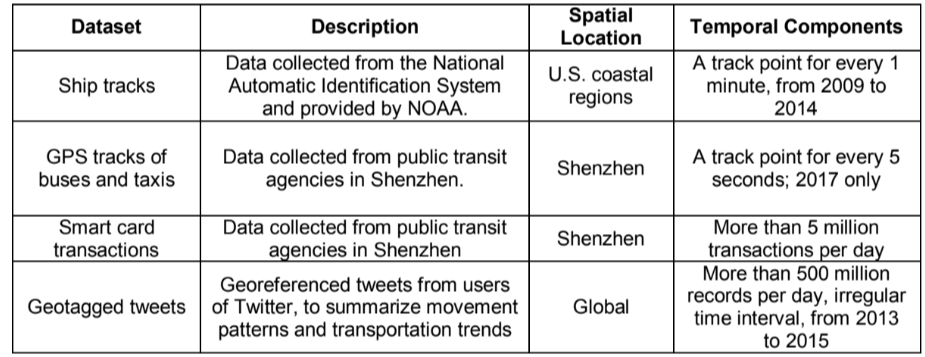 Dataset
Description
Spatial
Location
Temporal Components
Ship tracks
Data collected from the National
Automatic Identification System
and provided by NOAA.
U.S. coastal
regions
A track point for every 1
minute, from 2009 to
2014
GPS tracks of
buses and taxis
Data collected from public transit
agencies in Shenzhen.
Shenzhen
A track point for every 5
seconds; 2017 only
Smart card
transactions
Data collected from public transit
agencies in Shenzhen
Shenzhen
More than 5 million
transactions per day
Geotagged tweets
Georeferenced tweets from users
of Twitter, to summarize movement
patterns and transportation trends
Global
More than 500 million
records per day, irregular
time interval, from 2013
to 2015